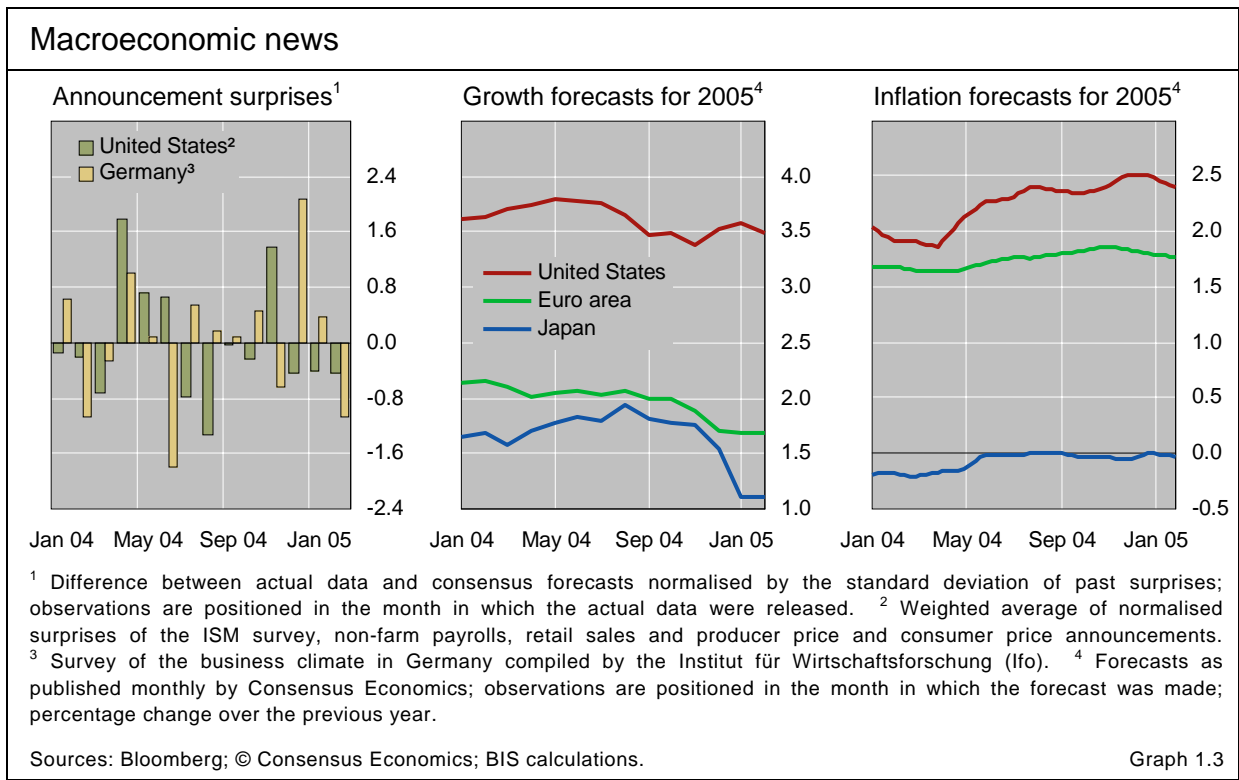 Macroeconomic news
Announcement surprises¹
Growth forecasts for 2005⁴
Inflation forecasts for 2005⁴
United States²
Germany³
2.4
1.6
0.8
0.0
-0.8
-1.6
-2.4
Jan 04 May 04 Sep 04 Jan 05
United States
Euro area
Japan
4.0
3.5
3.0
2.5
2.0
1.5
1.0
Jan 04 May 04 Sep 04 Jan 05
2.5
2.0
1.5
1.0
0.5
0.0
-0.5
Jan 04 May 04 Sep 04 Jan 05
¹ Difference between actual data and consensus forecasts normalised by the standard deviation of past surprises;
observations are positioned in the month in which the actual data were released. ² Weighted average of normalised
surprises of the ISM survey, non-farm payrolls, retail sales and producer price and consumer price announcements.
³ Survey of the business climate in Germany compiled by the Institut für Wirtschaftsforschung (Ifo). ⁴ Forecasts as
published monthly by Consensus Economics; observations are positioned in the month in which the forecast was made;
percentage change over the previous year.
Sources: Bloomberg; © Consensus Economics; BIS calculations.
Graph 1.3